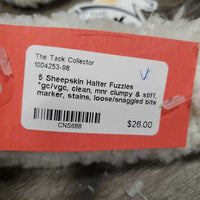 The Tack Collector
1004253-98
5 Sheepskin Halter Fuzzies
*gc/vgc, clean, mnr clumpy & stiff,
marker, stains, loose/snaggled bits
CNS666
$26.00